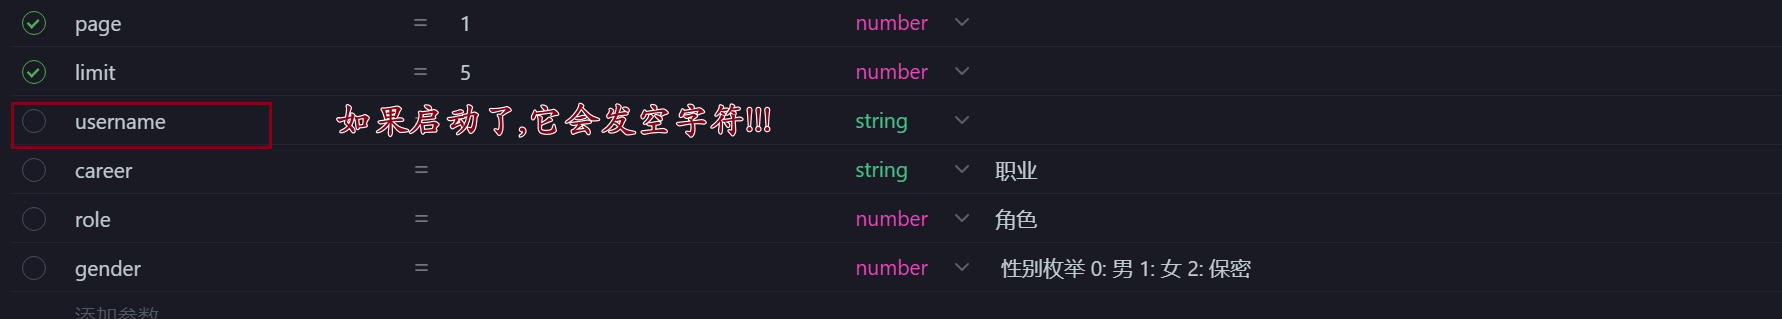 page = 1 number
limit = 5 number
username 如果启动了,它会发空字符!!! string
career = string 职业
role = number 角色
gender = number 性别枚举 0: 男 1: 女 2: 保密
添加参数